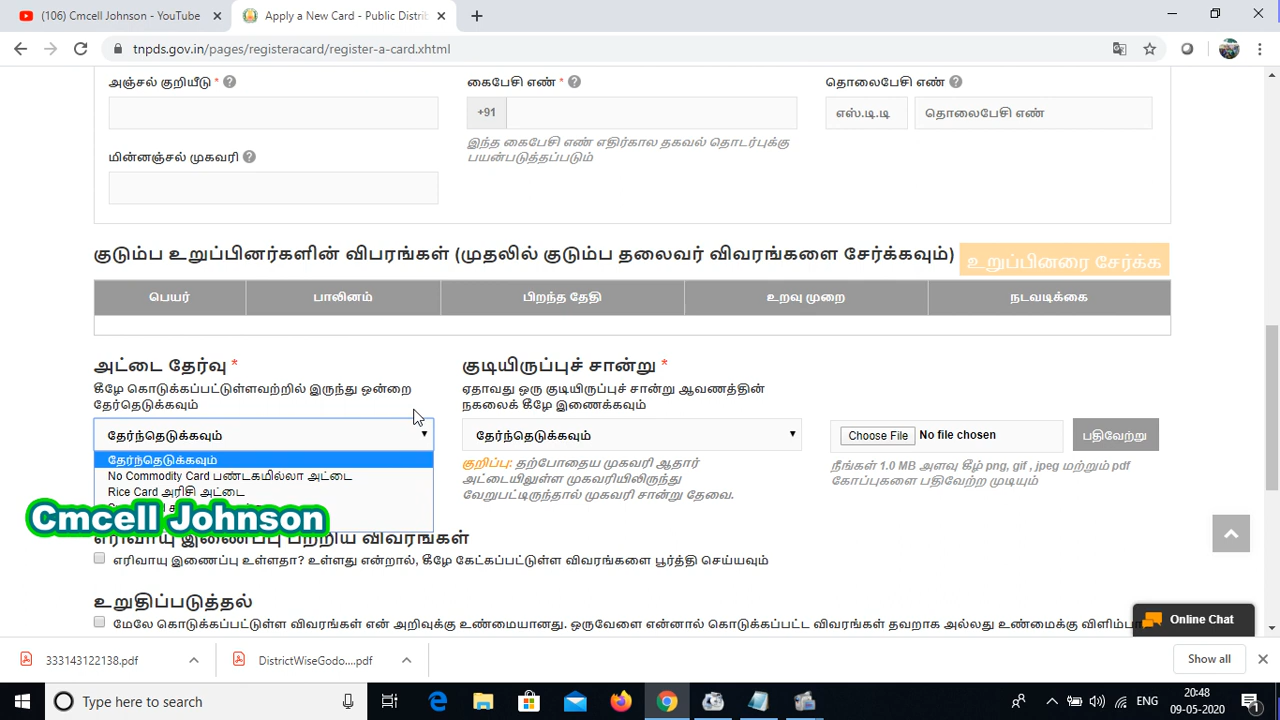 (106) Cmcell Johnson - YouTube
Apply a New Card - Public Distrib
tnpds.gov.in/pages/registeracard/register-a-card.xhtml
அஞ்சல் குறியீடு * ?
கைபேசி எண் * ?
தொலைபேசி எண் ?
+91
எஸ்.டி.டி
தொலைபேசி எண்
இந்த கைபேசி எண் எதிர்கால தகவல் தொடர்புக்கு
பயன்படுத்தப்படும்
மின்னஞ்சல் முகவரி ?
குடும்ப உறுப்பினர்களின் விபரங்கள் (முதலில் குடும்ப தலைவர் விவரங்களை சேர்க்கவும்)
உறுப்பினரை சேர்க்க
பெயர்
பாலினம்
பிறந்த தேதி
உறவு முறை
நடவடிக்கை
அட்டை தேர்வு *
கீழே கொடுக்கப்பட்டுள்ளவற்றில் இருந்து ஒன்றை
தேர்தெடுக்கவும்
தேர்ந்தெடுக்கவும்
தேர்ந்தெடுக்கவும்
No Commodity Card பண்டகமில்லா அட்டை
Rice Card அரிசி அட்டை
Cmcell Johnson
குடியிருப்புச் சான்று *
ஏதாவது ஒரு குடியிருப்புச் சான்று ஆவணத்தின்
நகலைக் கீழே இணைக்கவும்
தேர்ந்தெடுக்கவும்
Choose File No file chosen
பதிவேற்று
குறிப்பு: தற்போதைய முகவரி ஆதார்
அட்டையிலுள்ள முகவரியிலிருந்து
வேறுபட்டிருந்தால் முகவரி சான்று தேவை.
நீங்கள் 1.0 MB அளவு கீழ் png, gif , jpeg மற்றும் pdf
கோப்புகளை பதிவேற்ற முடியும்
எரிவாயு இணைப்பு பற்றிய விவரங்கள்
எரிவாயு இணைப்பு உள்ளதா? உள்ளது என்றால், கீழே கேட்கப்பட்டுள்ள விவரங்களை பூர்த்தி செய்யவும்
உறுதிப்படுத்தல்
மேலே கொடுக்கப்பட்டுள்ள விவரங்கள் என் அறிவுக்கு உண்மையானது. ஒருவேளை என்னால் கொடுக்கப்பட்ட விவரங்கள் தவறாக அல்லது உண்மைக்கு
Online Chat
333143122138.pdf
DistrictWiseGodo....pdf
Show all
Type here to search
ENG
20:48
09-05-2020
1